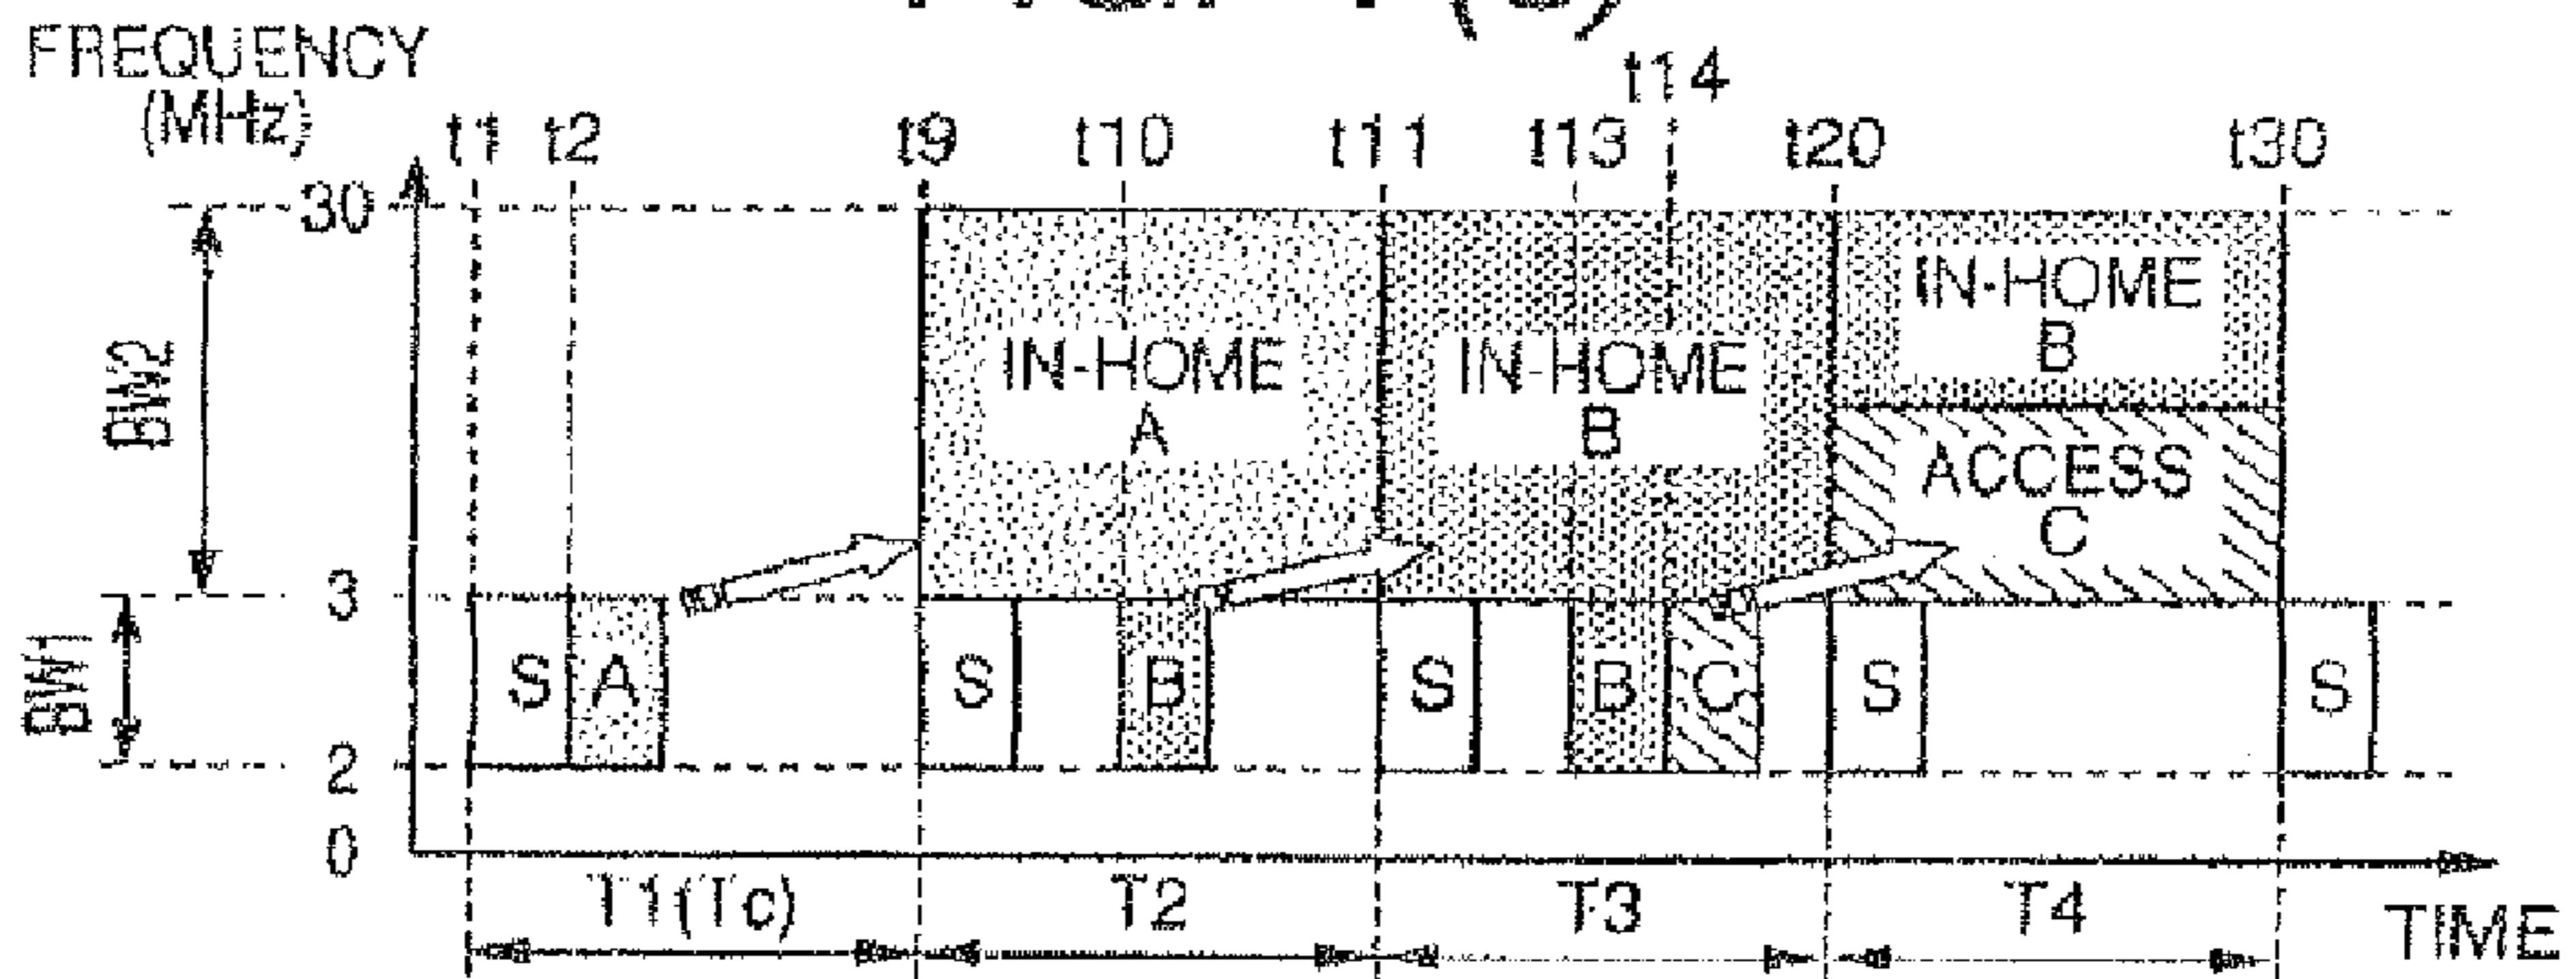 FREQUENCY
(MHz)
t1 t2 t9 t10 t11 t13 t14 t20 t30
30
BW2
IN-HOME
A
IN-HOME
B
IN-HOME
B
ACCESS
C
3
BW1
S A S B S B C S S
2
0
T1(Tc) T2 T3 T4
TIME